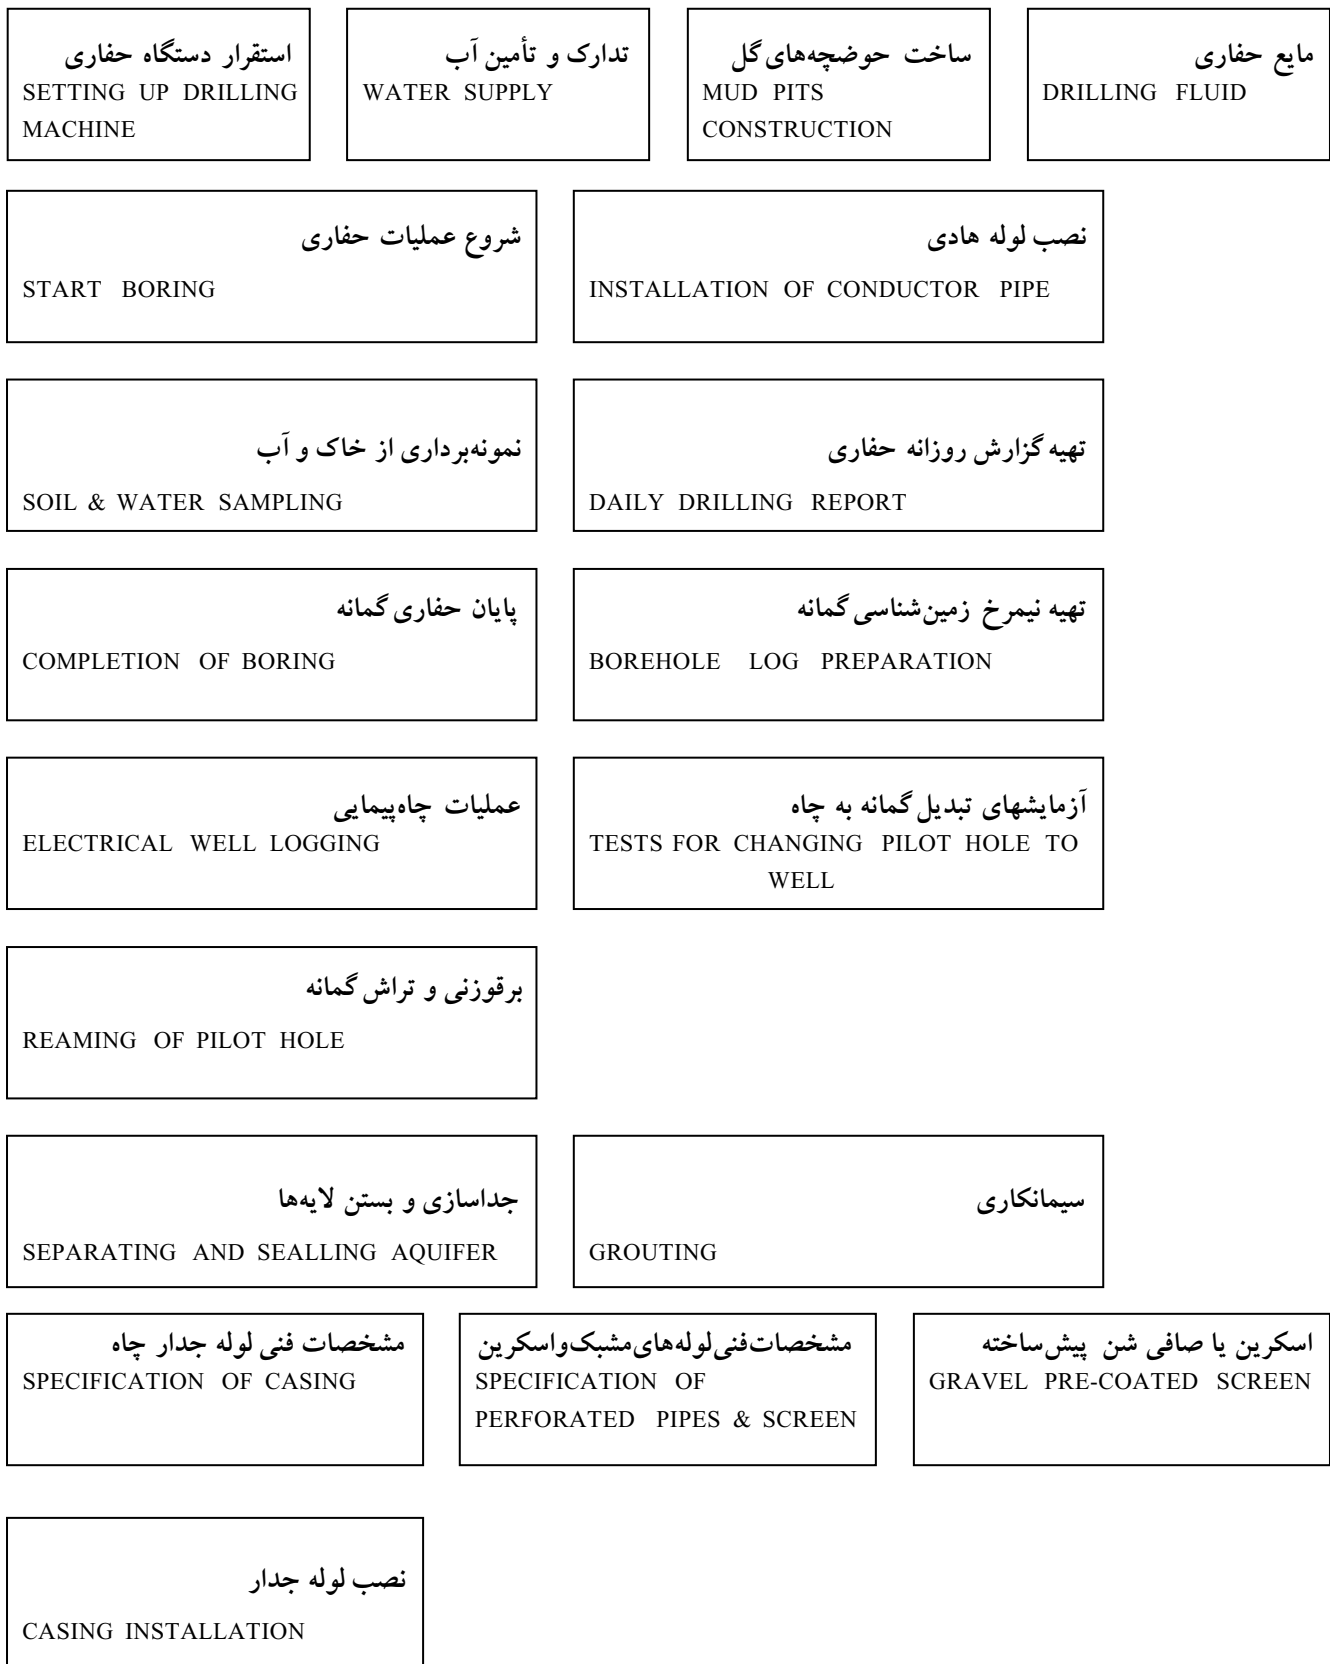 استقرار دستگاه حفاری
SETTING UP DRILLING
MACHINE
تدارک و تأمین آب
WATER SUPPLY
ساخت حوضچه‌های گل
MUD PITS
CONSTRUCTION
مایع حفاری
DRILLING FLUID
شروع عملیات حفاری
START BORING
نصب لوله هادی
INSTALLATION OF CONDUCTOR PIPE
نمونه‌برداری از خاک و آب
SOIL & WATER SAMPLING
تهیه گزارش روزانه حفاری
DAILY DRILLING REPORT
پایان حفاری گمانه
COMPLETION OF BORING
تهیه نیمرخ زمین‌شناسی گمانه
BOREHOLE LOG PREPARATION
عملیات چاه‌پیمایی
ELECTRICAL WELL LOGGING
آزمایشهای تبدیل گمانه به چاه
TESTS FOR CHANGING PILOT HOLE TO
WELL
برقوزنی و تراش گمانه
REAMING OF PILOT HOLE
جداسازی و بستن لایه‌ها
SEPARATING AND SEALLING AQUIFER
سیمانکاری
GROUTING
مشخصات فنی لوله جدار چاه
SPECIFICATION OF CASING
مشخصات‌فنی‌لوله‌های‌مشبک‌واسکرین
SPECIFICATION OF
PERFORATED PIPES & SCREEN
اسکرین یا صافی شن پیش‌ساخته
GRAVEL PRE-COATED SCREEN
نصب لوله جدار
CASING INSTALLATION